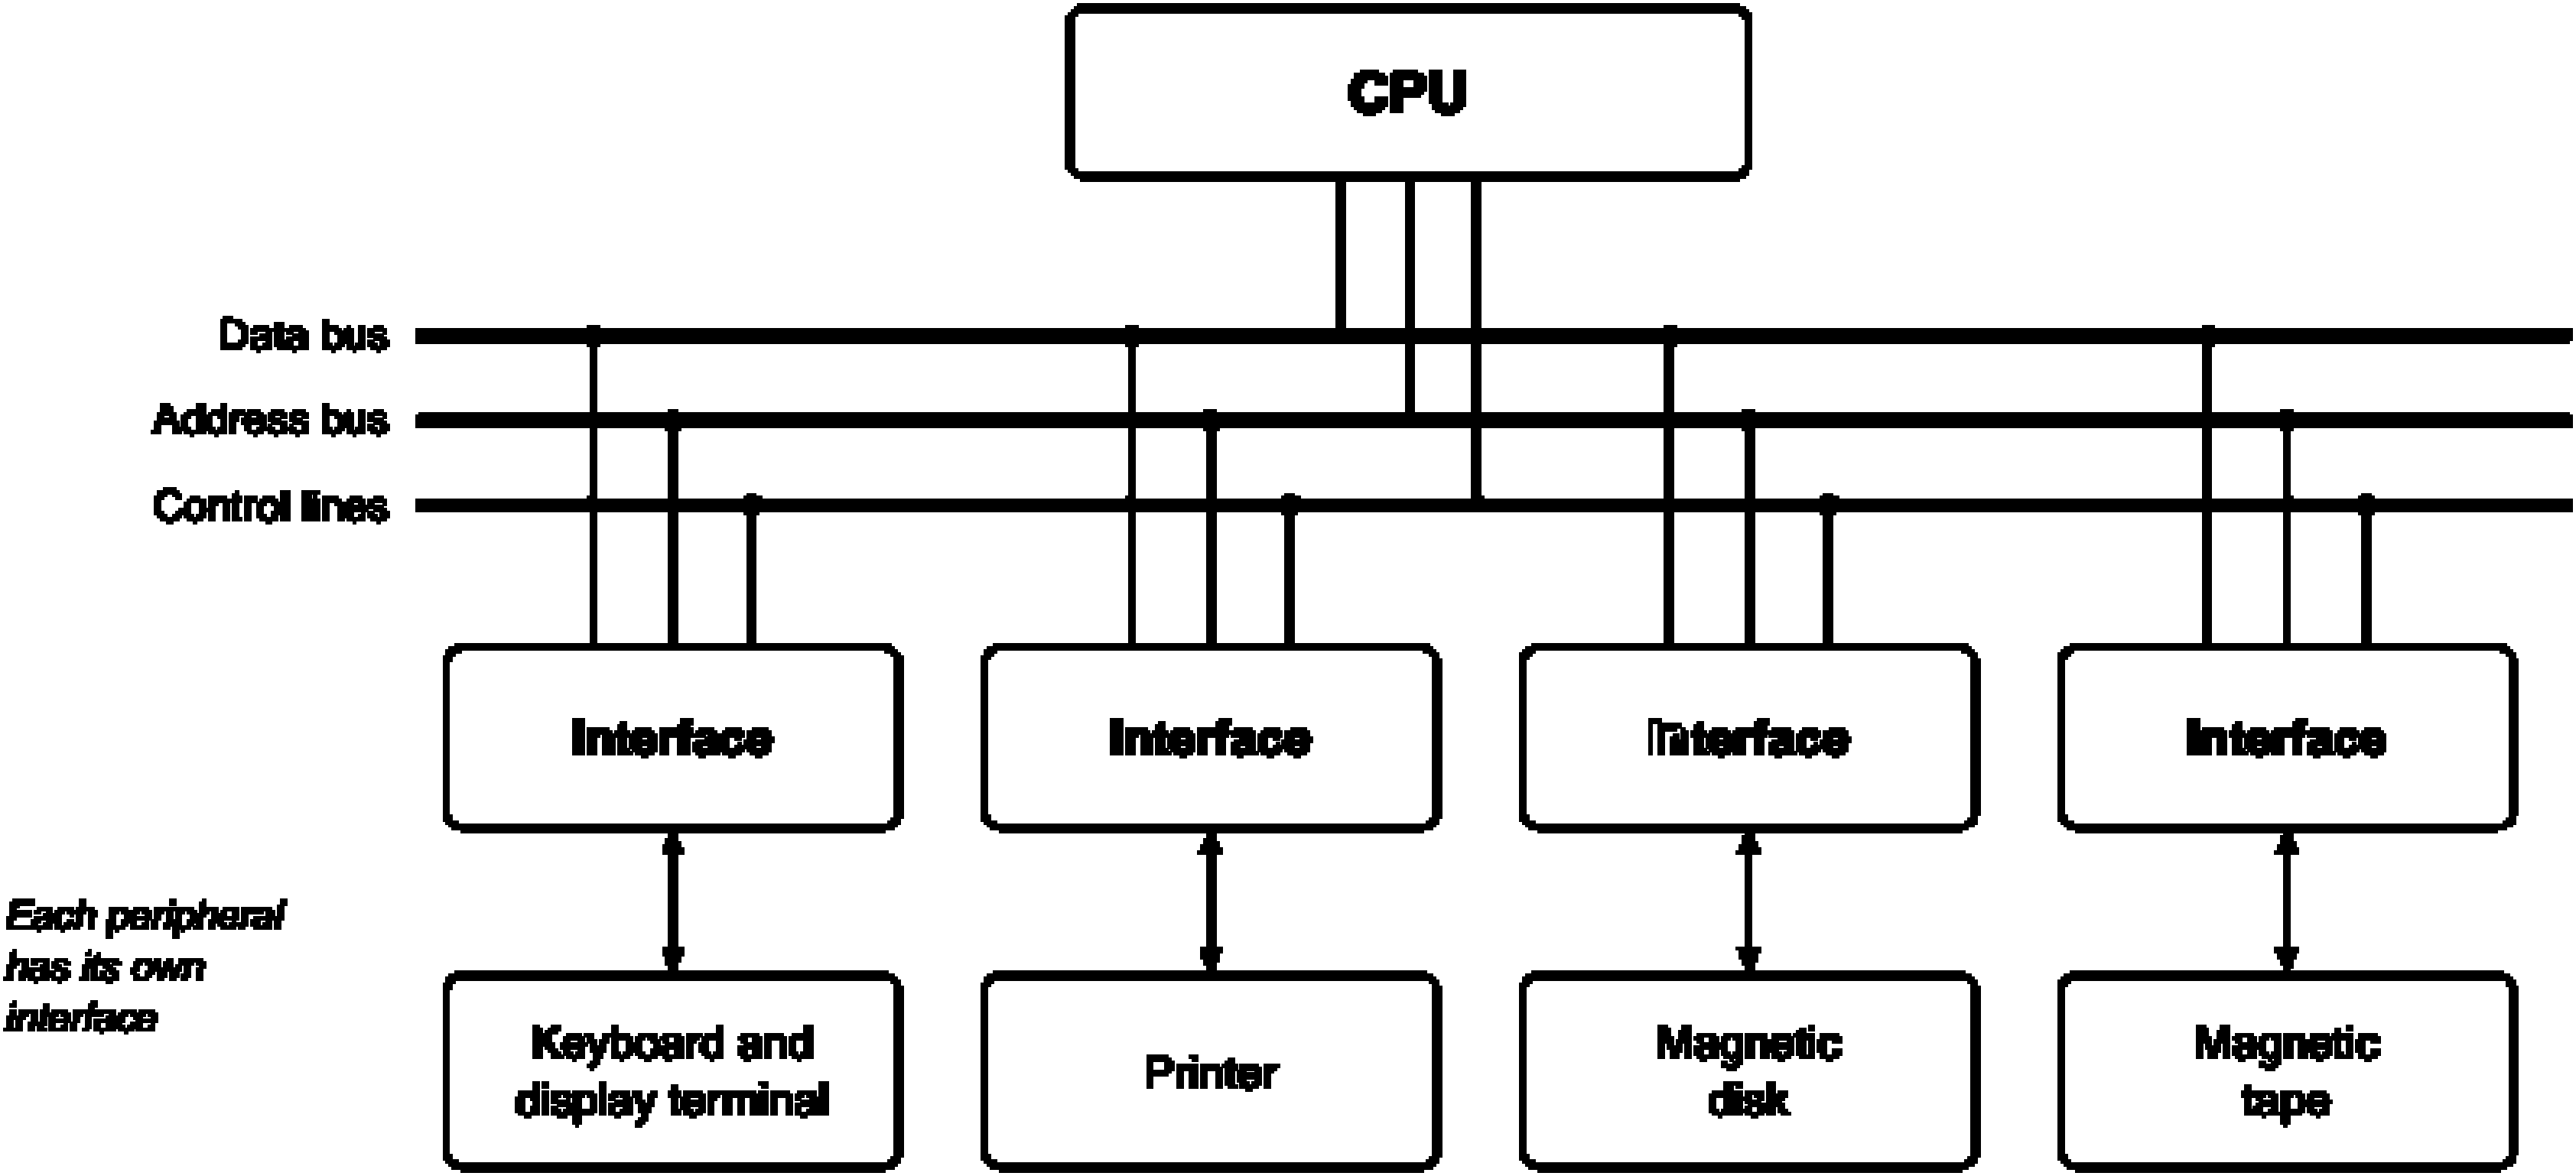 CPU
Data bus
Address bus
Control lines
Interface
Interface
Interface
Interface
Each peripheral
has its own
interface
Keyboard and
display terminal
Printer
Magnetic
disk
Magnetic
tape